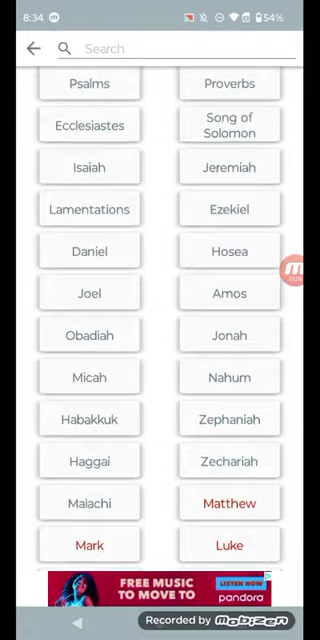 8:34
54%
Search
Psalms
Proverbs
Ecclesiastes
Song of
Solomon
Isaiah
Jeremiah
Lamentations
Ezekiel
Daniel
Hosea
Joel
Amos
Obadiah
Jonah
Micah
Nahum
Habakkuk
Zephaniah
Haggai
Zechariah
Malachi
Matthew
Mark
Luke
FREE MUSIC
TO MOVE TO
LISTEN NOW
pandora
Recorded by MOBIZEN